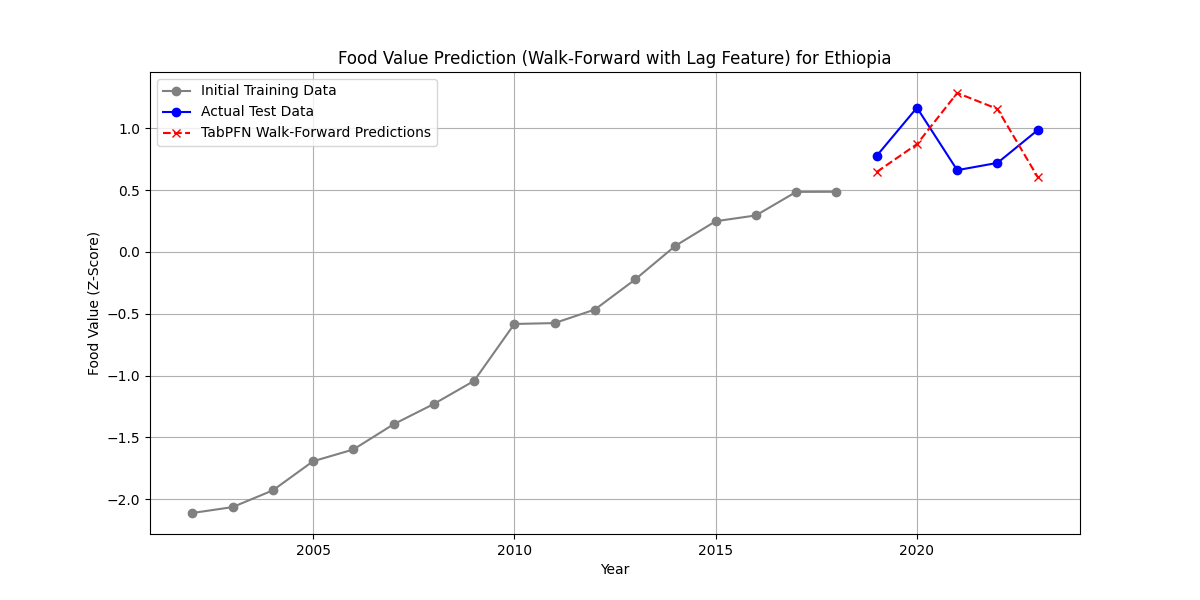 Food Value Prediction (Walk-Forward with Lag Feature) for Ethiopia
Initial Training Data
Actual Test Data
TabPFN Walk-Forward Predictions
Food Value (Z-Score)
1.0
0.5
0.0
−0.5
−1.0
−1.5
−2.0
2005 2010 2015 2020
Year